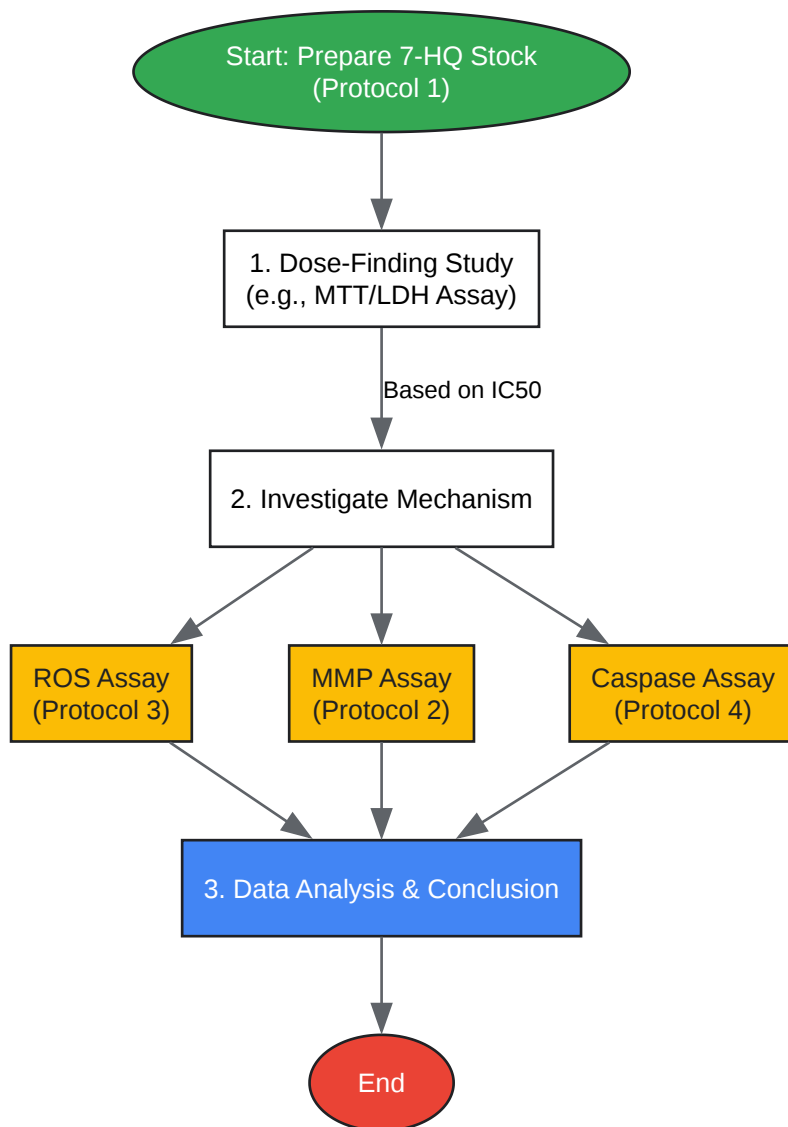 Start: Prepare 7-HQ Stock
(Protocol 1)
1. Dose-Finding Study
(e.g., MTT/LDH Assay)
Based on IC50
2. Investigate Mechanism
ROS Assay
(Protocol 3)
MMP Assay
(Protocol 2)
Caspase Assay
(Protocol 4)
3. Data Analysis & Conclusion
End